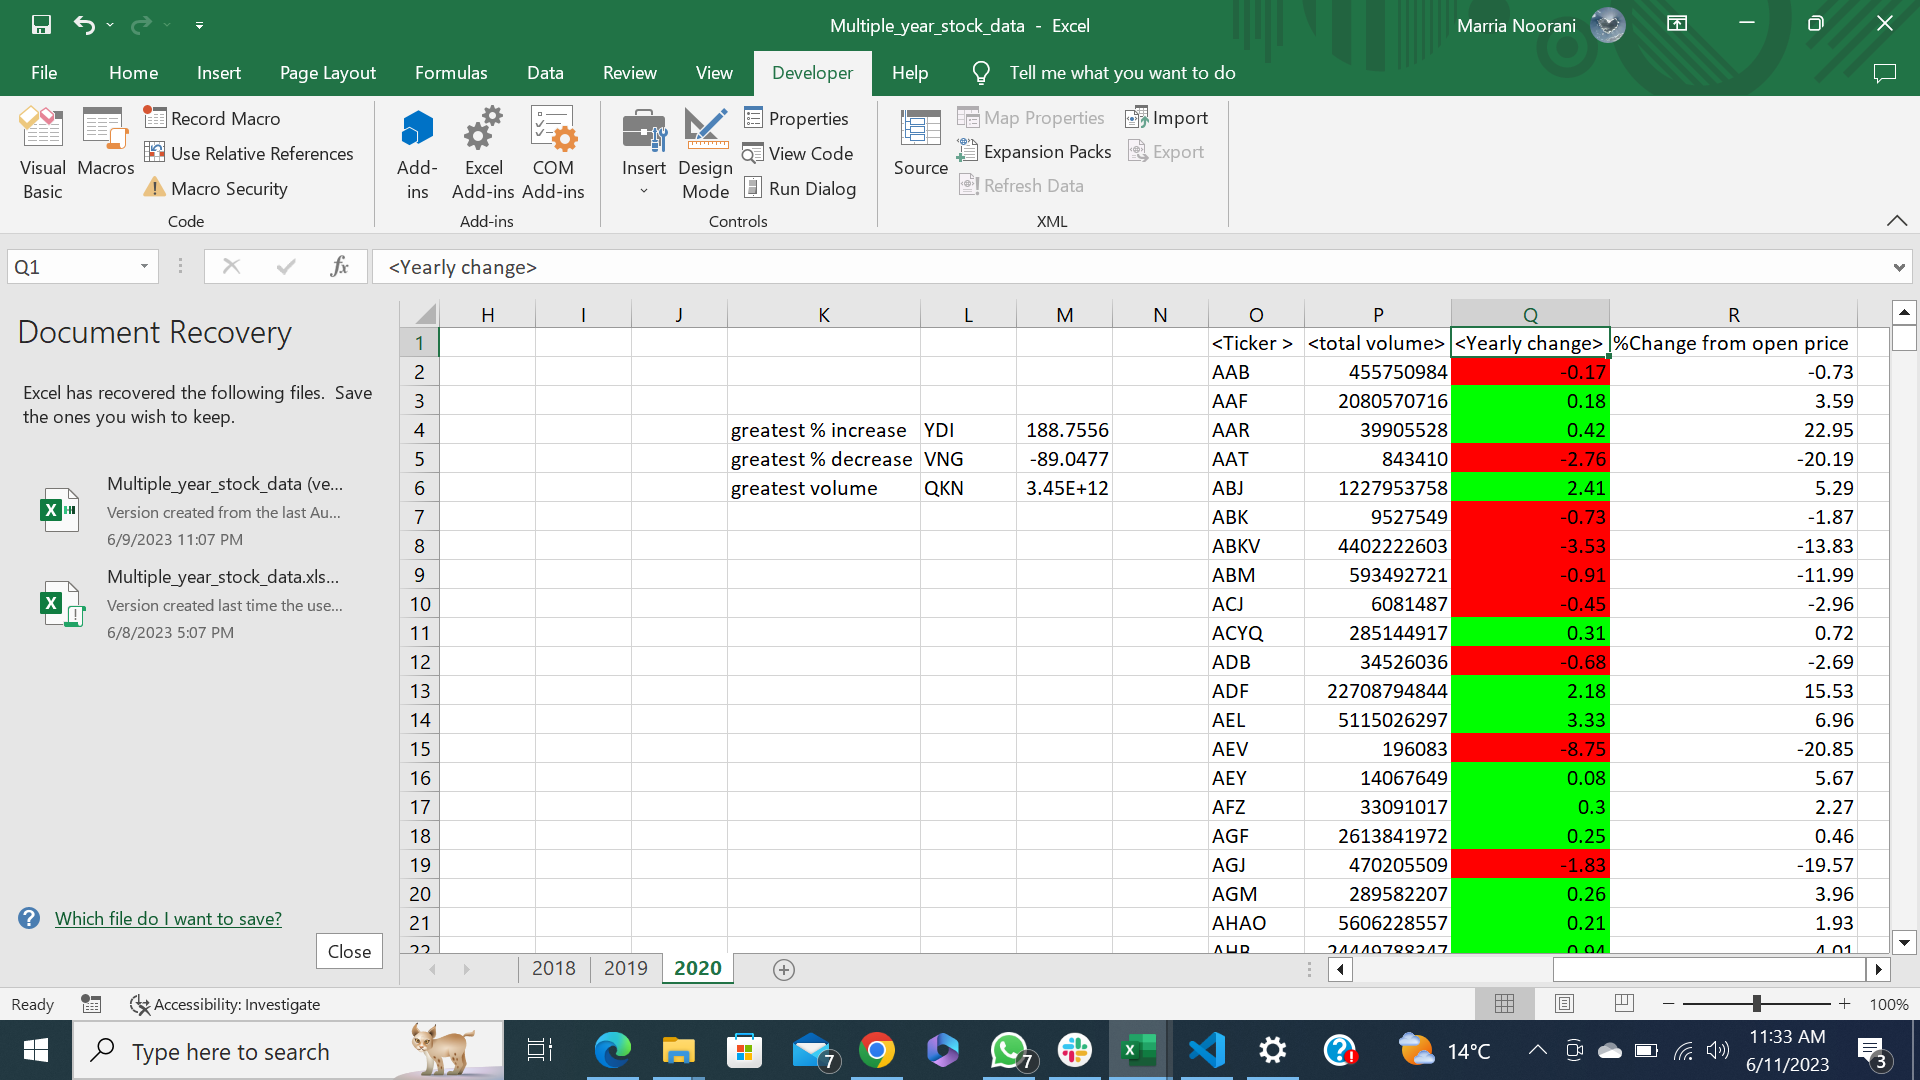 Multiple_year_stock_data - Excel
Marria Noorani
File Home Insert Page Layout Formulas Data Review View Developer Help Tell me what you want to do
Visual Basic
Macros
Record Macro
Use Relative References
Macro Security
Code
Add-ins
Excel Add-ins
COM Add-ins
Add-ins
Insert
Design Mode
Properties
View Code
Run Dialog
Controls
Source
Map Properties
Expansion Packs
Refresh Data
Import
Export
XML
Q1
fx
<Yearly change>
Document Recovery
Excel has recovered the following files. Save
the ones you wish to keep.
Multiple_year_stock_data (ve...
Version created from the last Au...
6/9/2023 11:07 PM
Multiple_year_stock_data.xls...
Version created last time the use...
6/8/2023 5:07 PM
Which file do I want to save?
Close
H I J K L M N O P Q R
1 <Ticker > <total volume> <Yearly change> %Change from open price
2 AAB 455750984 -0.17 -0.73
3 AAF 2080570716 0.18 3.59
4 greatest % increase YDI 188.7556 AAR 39905528 0.42 22.95
5 greatest % decrease VNG -89.0477 AAT 843410 -2.76 -20.19
6 greatest volume QKN 3.45E+12 ABJ 1227953758 2.41 5.29
7 ABK 9527549 -0.73 -1.87
8 ABKV 4402222603 -3.53 -13.83
9 ABM 593492721 -0.91 -11.99
10 ACJ 6081487 -0.45 -2.96
11 ACYQ 285144917 0.31 0.72
12 ADB 34526036 -0.68 -2.69
13 ADF 22708794844 2.18 15.53
14 AEL 5115026297 3.33 6.96
15 AEV 196083 -8.75 -20.85
16 AEY 14067649 0.08 5.67
17 AFZ 33091017 0.3 2.27
18 AGF 2613841972 0.25 0.46
19 AGJ 470205509 -1.83 -19.57
20 AGM 289582207 0.26 3.96
21 AHAO 5606228557 0.21 1.93
22 AHB 24449788347 0.94 4.01
2018 2019 2020
Ready
Accessibility: Investigate
100%
Type here to search
7
7
14°C
11:33 AM
6/11/2023
3